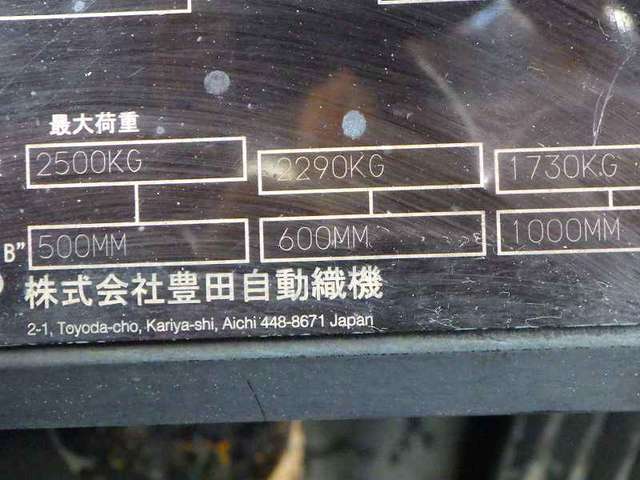 最大荷重
2500KG 2290KG 1730KG
B" 500MM 600MM 1000MM
株式会社豊田自動織機
2-1, Toyoda-cho, Kariya-shi, Aichi 448-8671 Japan